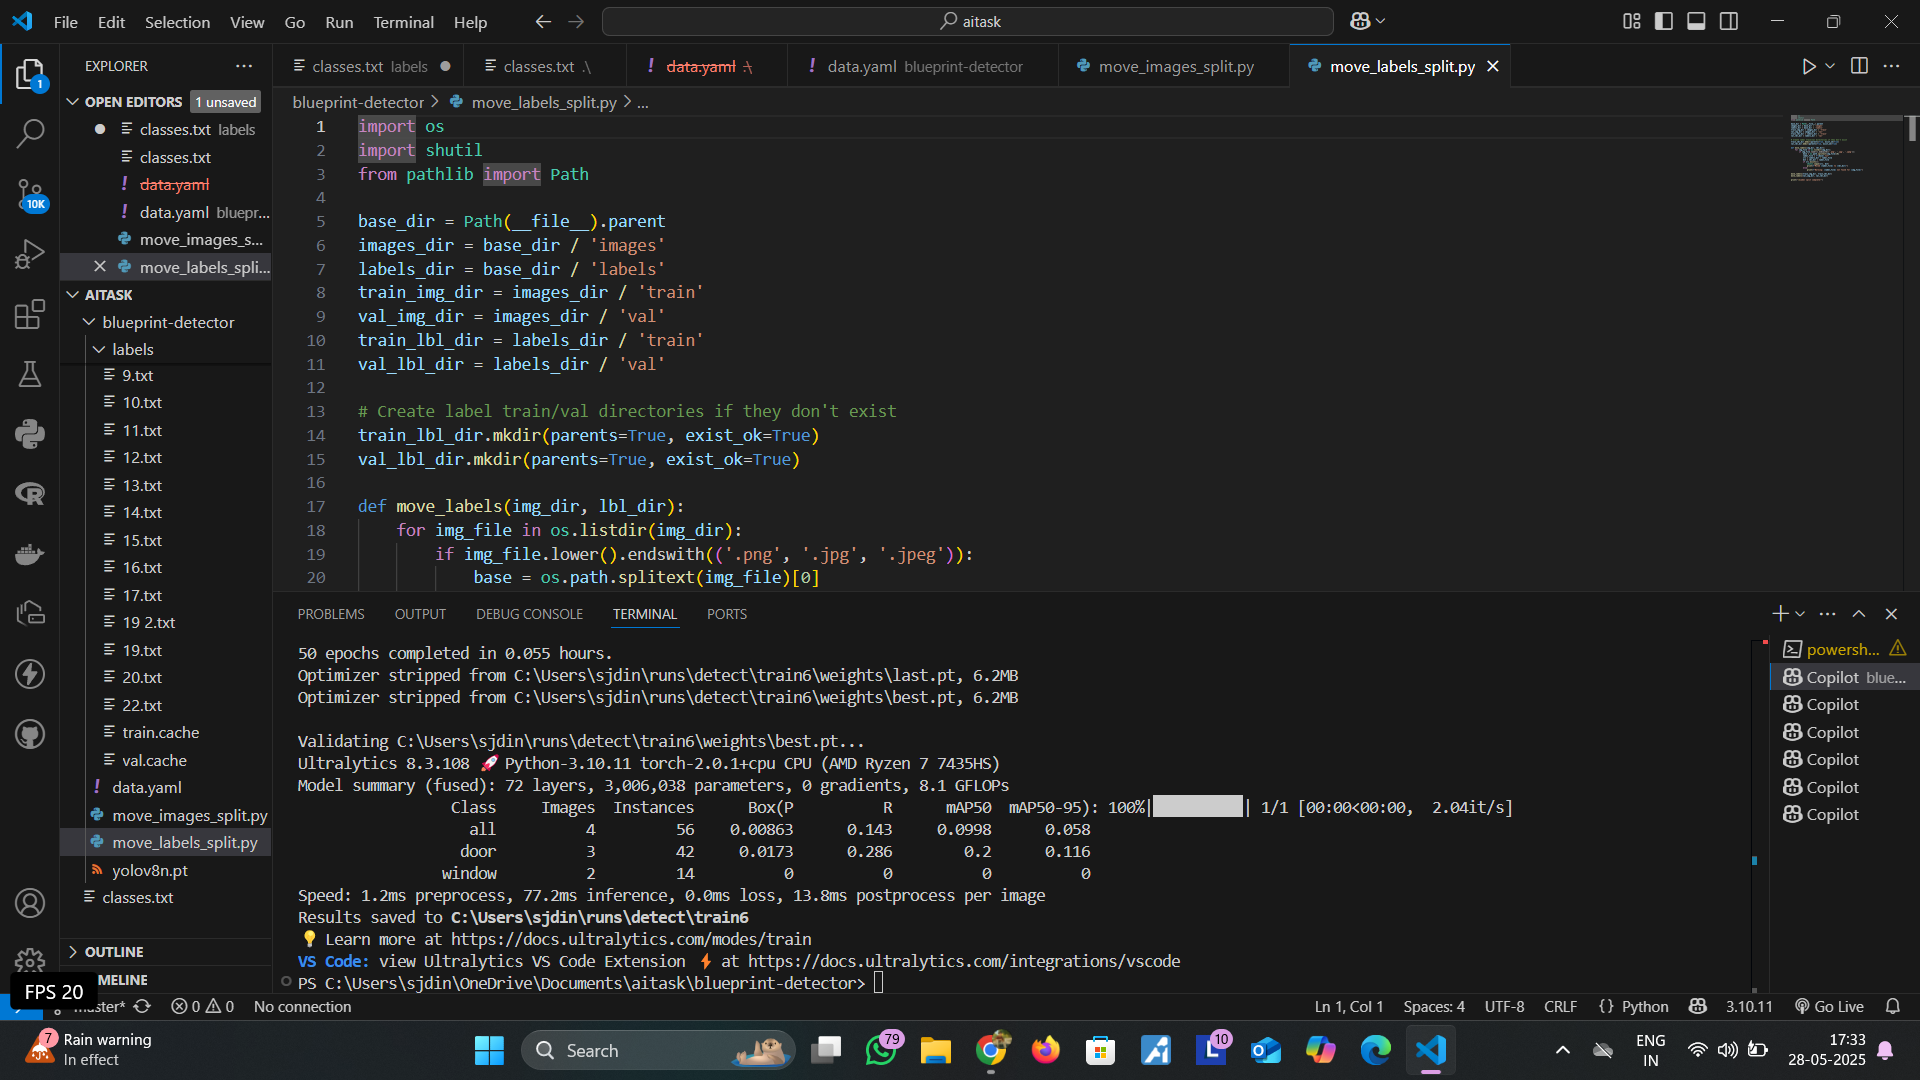 File Edit Selection View Go Run Terminal Help
aitask
EXPLORER
OPEN EDITORS 1 unsaved
classes.txt labels
classes.txt
data.yaml
data.yaml bluepr...
move_images_s...
move_labels_spli...
AITASK
blueprint-detector
labels
9.txt
10.txt
11.txt
12.txt
13.txt
14.txt
15.txt
16.txt
17.txt
19 2.txt
19.txt
20.txt
22.txt
train.cache
val.cache
data.yaml
move_images_split.py
move_labels_split.py
yolov8n.pt
classes.txt
OUTLINE
MELINE
1
10K
classes.txt labels
classes.txt .\
data.yaml .\
data.yaml blueprint-detector
move_images_split.py
move_labels_split.py
blueprint-detector > move_labels_split.py > ...
1 import os
2 import shutil
3 from pathlib import Path
4
5 base_dir = Path(__file__).parent
6 images_dir = base_dir / 'images'
7 labels_dir = base_dir / 'labels'
8 train_img_dir = images_dir / 'train'
9 val_img_dir = images_dir / 'val'
10 train_lbl_dir = labels_dir / 'train'
11 val_lbl_dir = labels_dir / 'val'
12
13 # Create label train/val directories if they don't exist
14 train_lbl_dir.mkdir(parents=True, exist_ok=True)
15 val_lbl_dir.mkdir(parents=True, exist_ok=True)
16
17 def move_labels(img_dir, lbl_dir):
18 for img_file in os.listdir(img_dir):
19 if img_file.lower().endswith(('.png', '.jpg', '.jpeg')):
20 base = os.path.splitext(img_file)[0]
PROBLEMS OUTPUT DEBUG CONSOLE TERMINAL PORTS
50 epochs completed in 0.055 hours.
Optimizer stripped from C:\Users\sjdin\runs\detect\train6\weights\last.pt, 6.2MB
Optimizer stripped from C:\Users\sjdin\runs\detect\train6\weights\best.pt, 6.2MB
Validating C:\Users\sjdin\runs\detect\train6\weights\best.pt...
Ultralytics 8.3.108 🚀 Python-3.10.11 torch-2.0.1+cpu CPU (AMD Ryzen 7 7435HS)
Model summary (fused): 72 layers, 3,006,038 parameters, 0 gradients, 8.1 GFLOPs
Class Images Instances Box(P R mAP50 mAP50-95): 100%|██████████| 1/1 [00:00<00:00, 2.04it/s]
all 4 56 0.00863 0.143 0.0998 0.058
door 3 42 0.0173 0.286 0.2 0.116
window 2 14 0 0 0 0
Speed: 1.2ms preprocess, 77.2ms inference, 0.0ms loss, 13.8ms postprocess per image
Results saved to C:\Users\sjdin\runs\detect\train6
💡 Learn more at https://docs.ultralytics.com/modes/train
VS Code: view Ultralytics VS Code Extension ⚡ at https://docs.ultralytics.com/integrations/vscode
PS C:\Users\sjdin\OneDrive\Documents\aitask\blueprint-detector>
powersh...
Copilot blue...
Copilot
Copilot
Copilot
Copilot
Copilot
FPS 20
master* 0 0 No connection
Ln 1, Col 1 Spaces: 4 UTF-8 CRLF {} Python 3.10.11 Go Live
7
Rain warning
In effect
Search
79
10
ENG
IN
17:33
28-05-2025